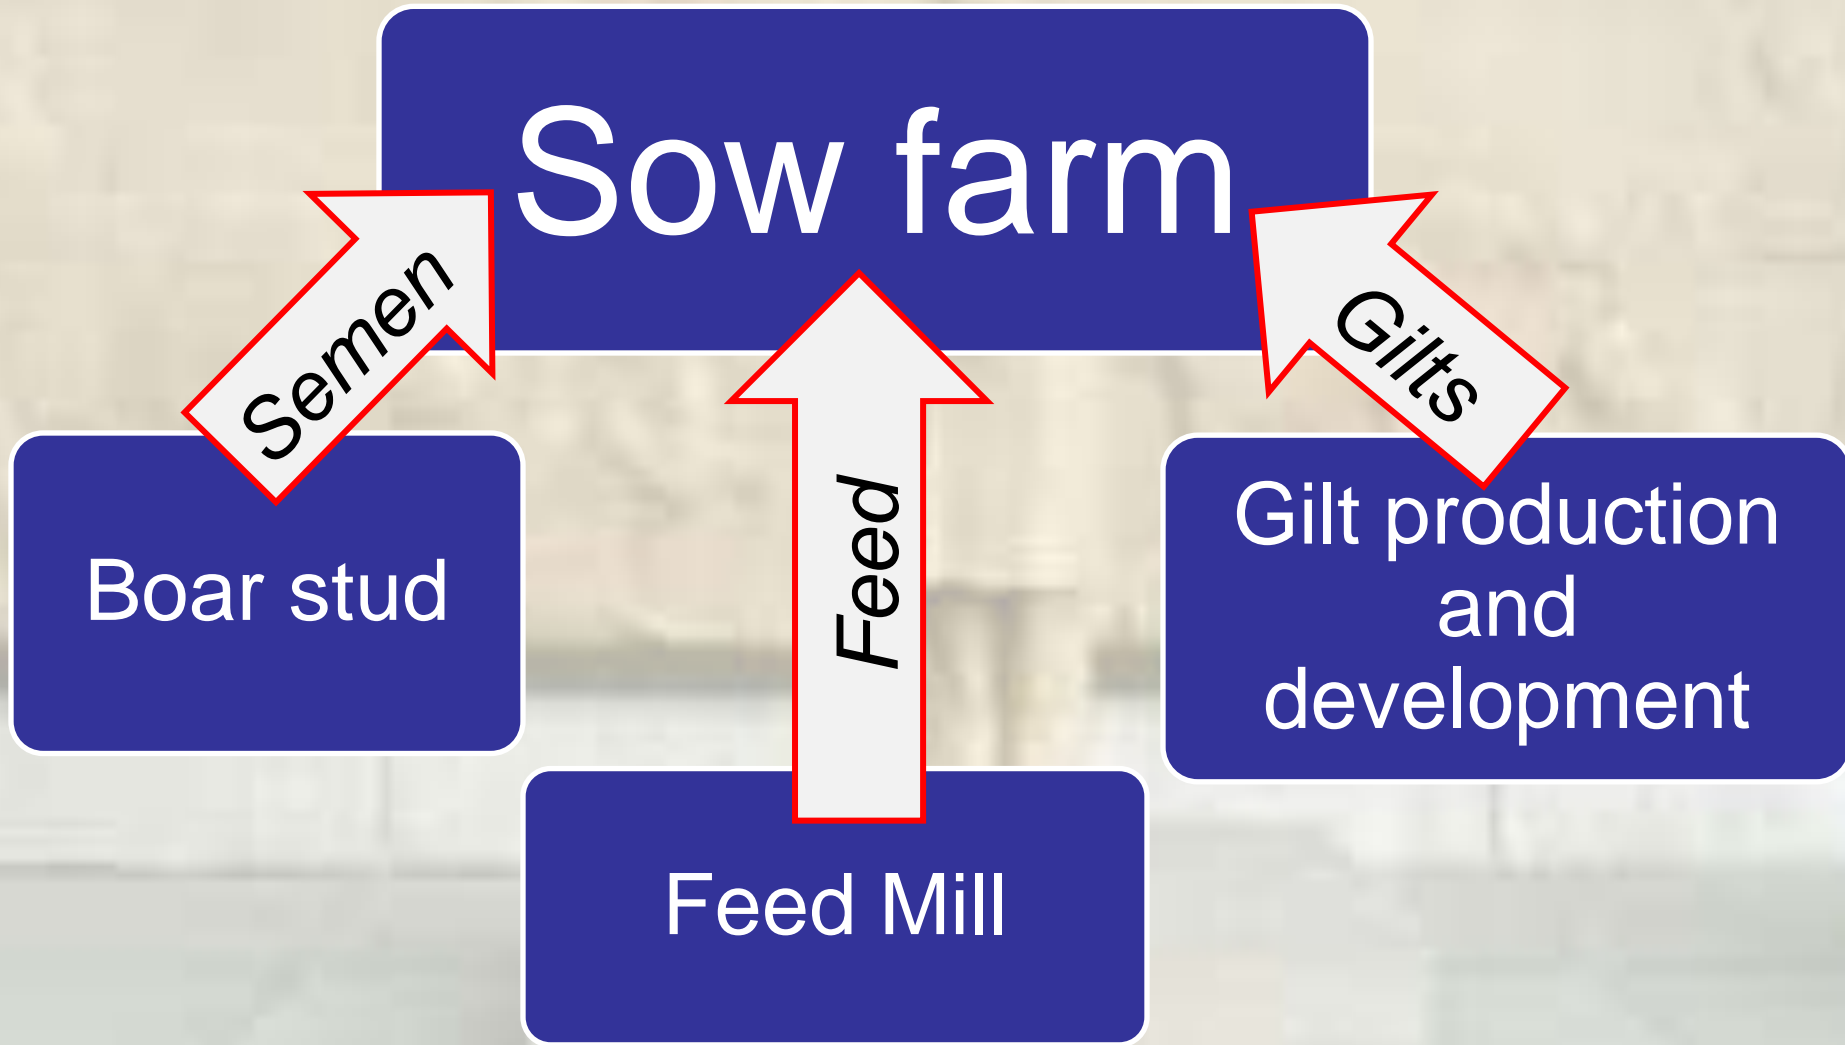 Sow farm
Semen
Feed
Gilts
Boar stud
Gilt production
and
development
Feed Mill